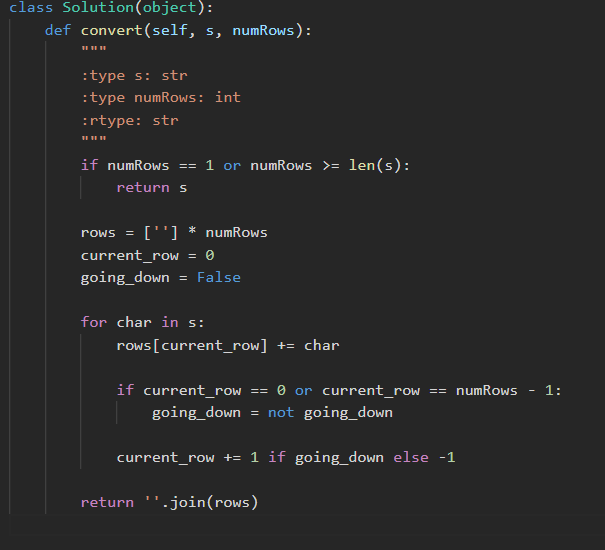 class Solution(object):
    def convert(self, s, numRows):
        """
        :type s: str
        :type numRows: int
        :rtype: str
        """
        if numRows == 1 or numRows >= len(s):
            return s

        rows = [''] * numRows
        current_row = 0
        going_down = False

        for char in s:
            rows[current_row] += char

            if current_row == 0 or current_row == numRows - 1:
                going_down = not going_down

            current_row += 1 if going_down else -1

        return ''.join(rows)